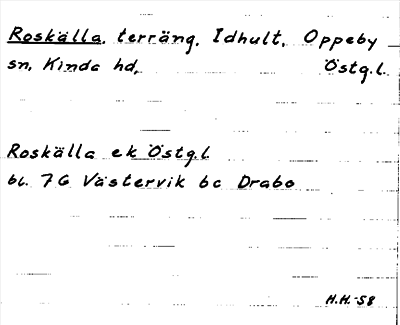 Roskälla, terräng, Idhult, Oppeby
sn, Kinda hd, Östg.l.
Roskälla ek Östg.l
bl. 7G Västervik bc Drabo
H.H.-58